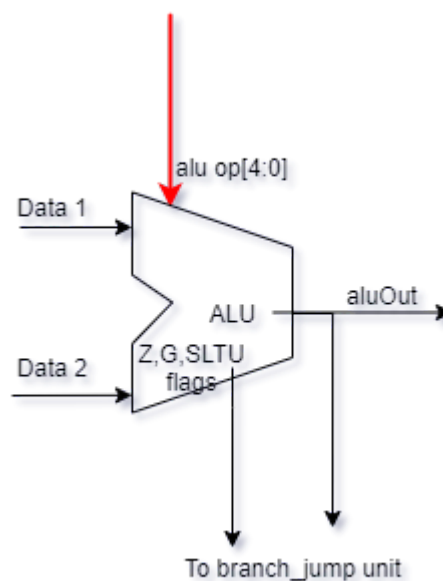 alu op[4:0]
Data 1
aluOut
ALU
Z,G,SLTU
flags
Data 2
To branch_jump unit